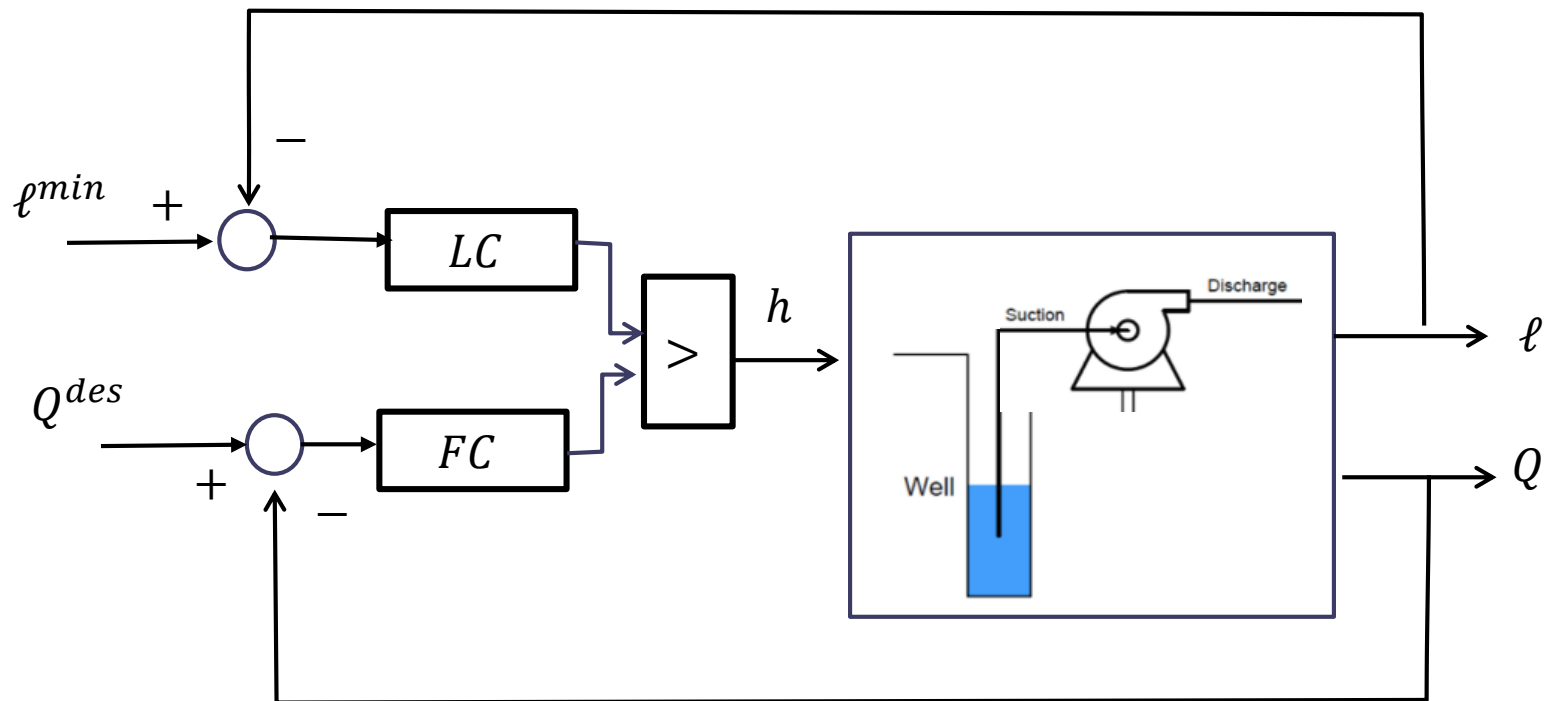 −
ℓ^{min}
+
LC
>
h
Discharge
Suction
ℓ
Q^{des}
FC
+
−
Well
Q